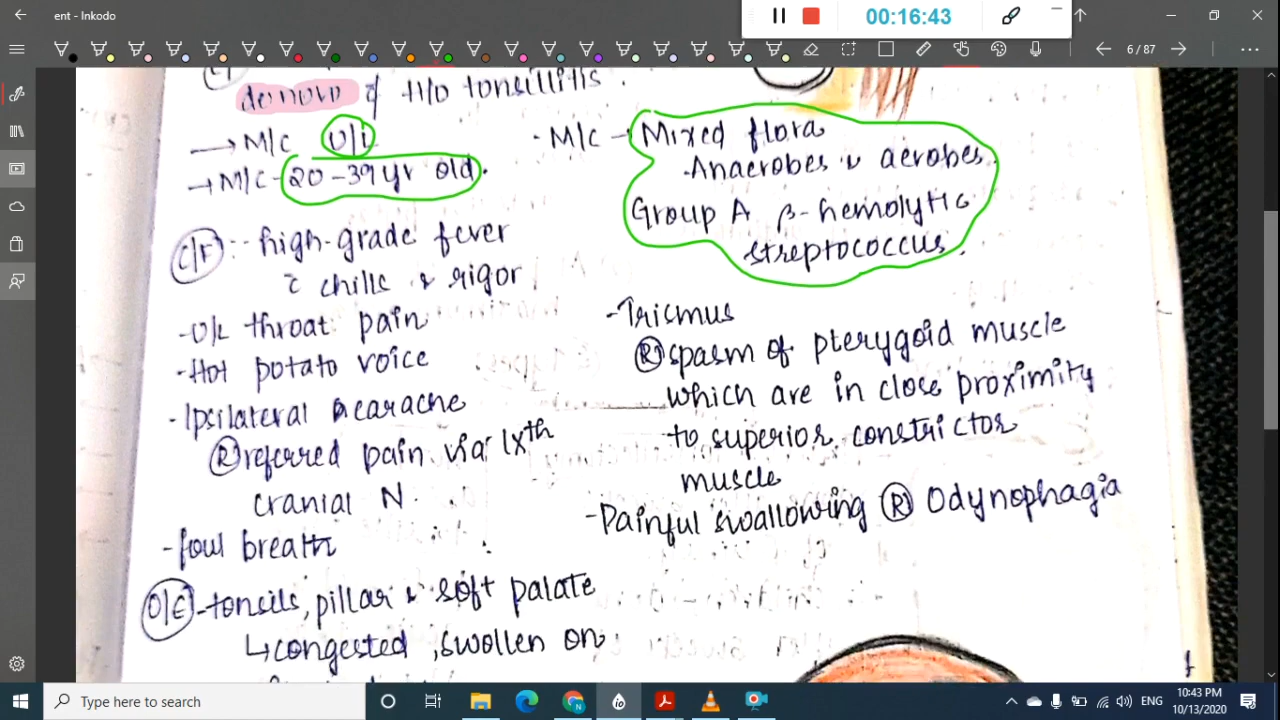 ent - Inkodo
00:16:43
6 / 87
denovo of H/O tonsillitis.
→ M/C U/L
→ M/C - 20 - 39 yr old.
C/F :- high-grade fever
c̄ chills & rigor
- U/L throat pain
- Hot potato voice
- Ipsilateral earache
(R) referred pain via IXth
cranial N.
- foul breath
O/E - tonsils, pillar & soft palate
↳ congested, swollen on
- M/C → Mixed flora
- Anaerobes & aerobes
Group A β-hemolytic
streptococcus.
- Tricmus
(R) spasm of pterygoid muscle
which are in close proximity
to superior constrictor
muscle
- Painful swallowing (R) Odynophagia
Type here to search
ENG
10:43 PM
10/13/2020